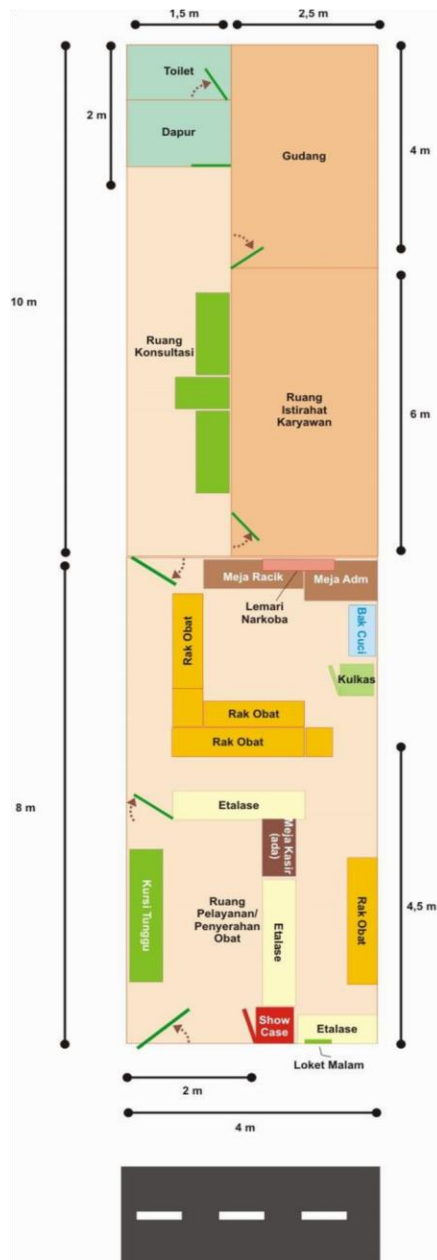 1,5 m
2,5 m
Toilet
2 m
Dapur
Gudang
4 m
10 m
Ruang
Konsultasi
Ruang
Istirahat
Karyawan
6 m
Meja Racik
Meja Adm
Lemari
Narkoba
Bak Cuci
Rak Obat
Kulkas
Rak Obat
Rak Obat
8 m
Etalase
Meja Kasir
(ada)
4,5 m
Kursi Tunggu
Ruang
Pelayanan/
Penyerahan
Obat
Etalase
Rak Obat
Show
Case
Etalase
Loket Malam
2 m
4 m